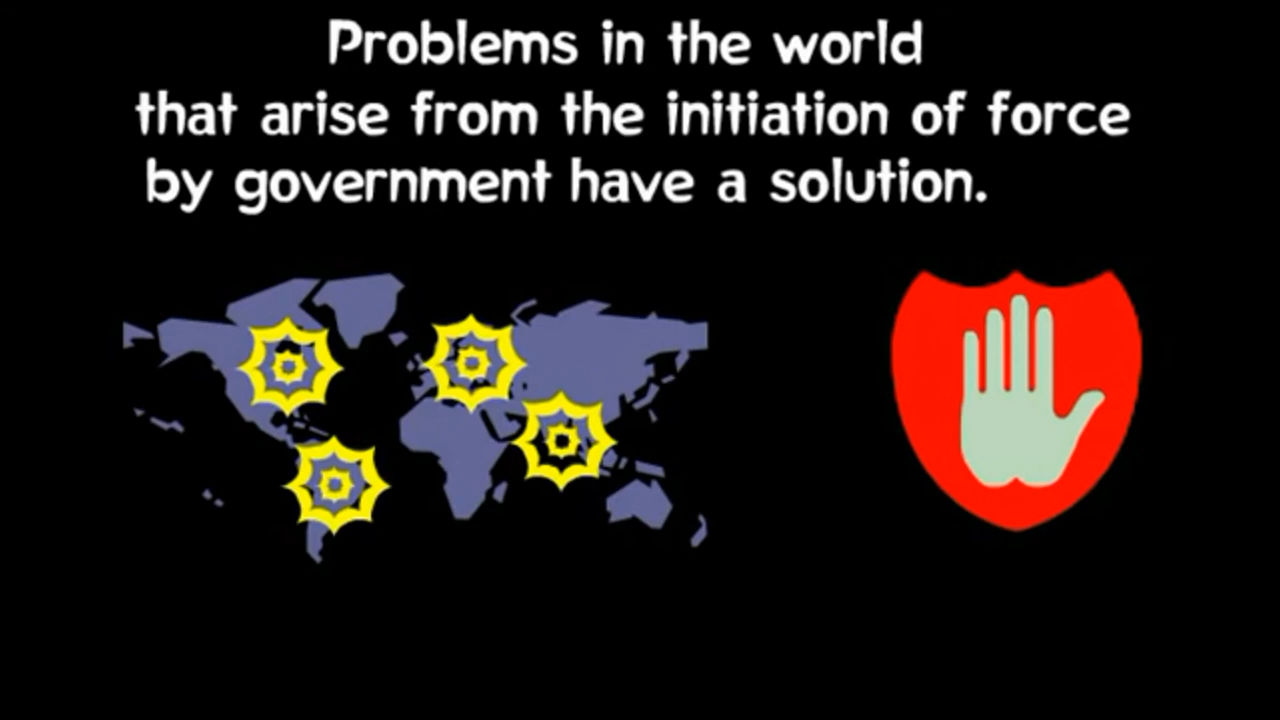 Problems in the world
that arise from the initiation of force
by government have a solution.